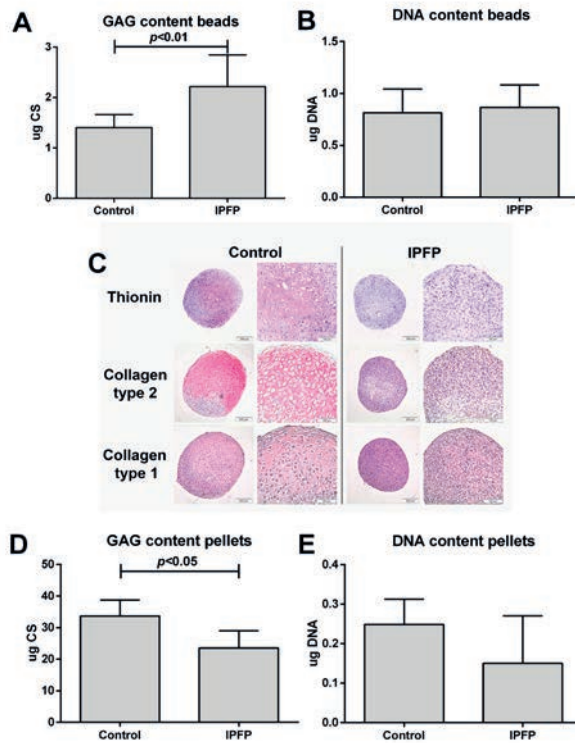 A
GAG content beads
p<0.01
3
2
1
0
ug CS
Control
IPFP
B
DNA content beads
1.5
1.0
0.5
0.0
ug DNA
Control
IPFP
C
Control
IPFP
Thionin
Collagen
type 2
Collagen
type 1
D
GAG content pellets
p<0.05
50
40
30
20
10
0
ug CS
Control
IPFP
E
DNA content pellets
0.4
0.3
0.2
0.1
0.0
ug DNA
Control
IPFP